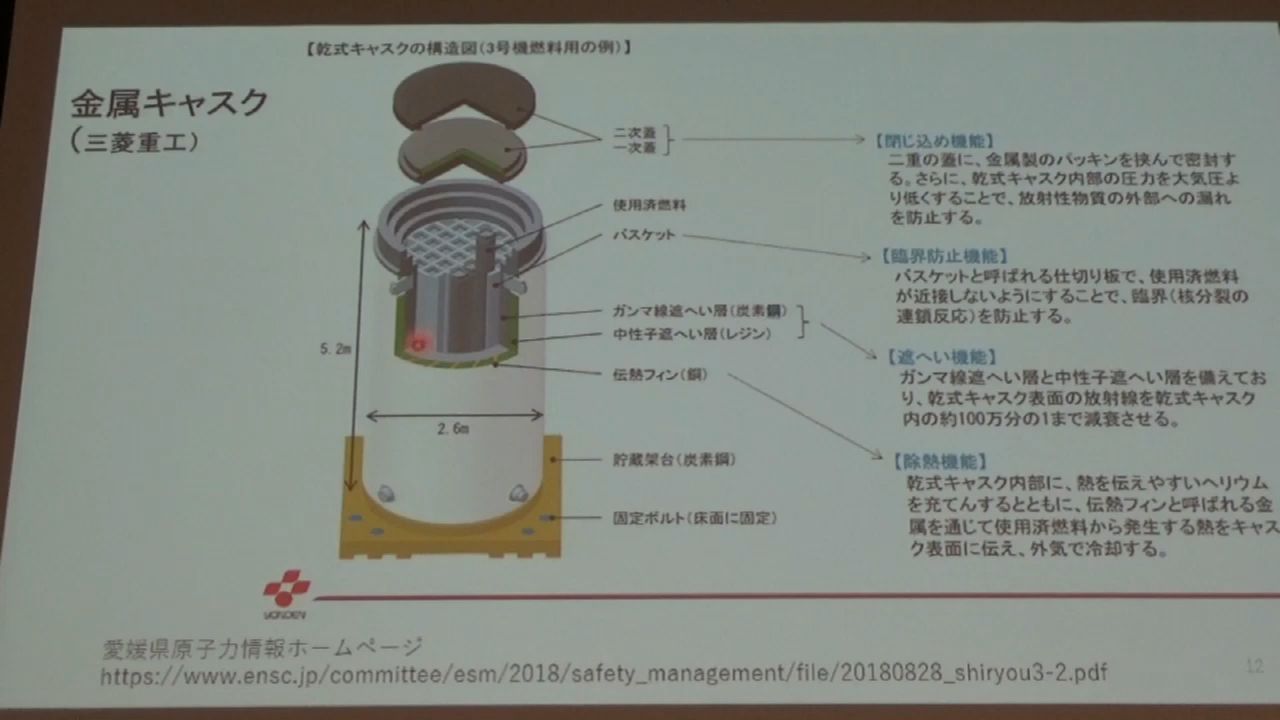 【乾式キャスクの構造図(3号機燃料用の例)】
金属キャスク
(三菱重工)
二次蓋
一次蓋
使用済燃料
バスケット
ガンマ線遮へい層(炭素鋼)
中性子遮へい層(レジン)
伝熱フィン(銅)
貯蔵架台(炭素鋼)
固定ボルト(床面に固定)
5.2m
2.6m
【閉じ込め機能】
二重の蓋に、金属製のパッキンを挟んで密封す
る。さらに、乾式キャスク内部の圧力を大気圧よ
り低くすることで、放射性物質の外部への漏れ
を防止する。
【臨界防止機能】
バスケットと呼ばれる仕切り板で、使用済燃料
が近接しないようにすることで、臨界(核分裂の
連鎖反応)を防止する。
【遮へい機能】
ガンマ線遮へい層と中性子遮へい層を備えてお
り、乾式キャスク表面の放射線を乾式キャスク
内の約100万分の1まで減衰させる。
【除熱機能】
乾式キャスク内部に、熱を伝えやすいヘリウム
を充てんするとともに、伝熱フィンと呼ばれる金
属を通じて使用済燃料から発生する熱をキャス
ク表面に伝え、外気で冷却する。
YONDEN
愛媛県原子力情報ホームページ
https://www.ensc.jp/committee/esm/2018/safety_management/file/20180828_shiryou3-2.pdf
12